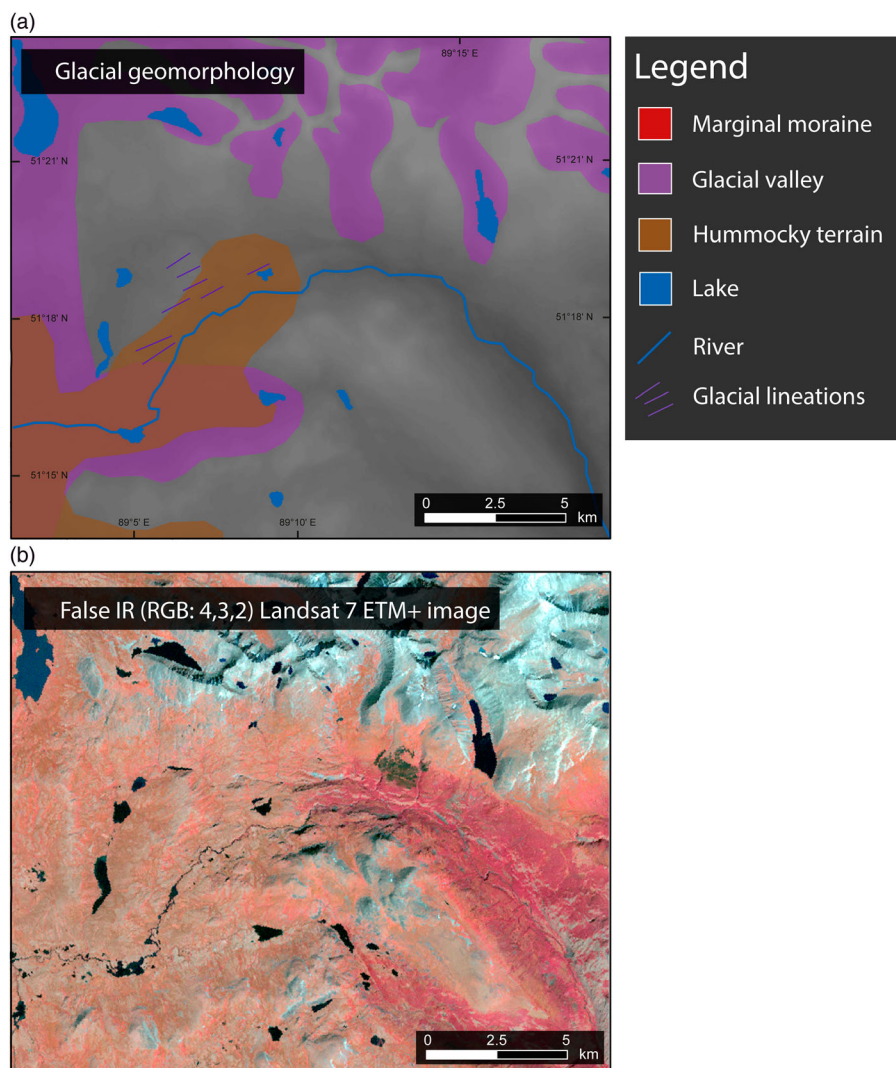 (a)
Glacial geomorphology
89°15' E
51°21' N
51°21' N
51°18' N
51°18' N
51°15' N
89°5' E
89°10' E
0 2.5 5
km
Legend
Marginal moraine
Glacial valley
Hummocky terrain
Lake
River
Glacial lineations
(b)
False IR (RGB: 4,3,2) Landsat 7 ETM+ image
0 2.5 5
km